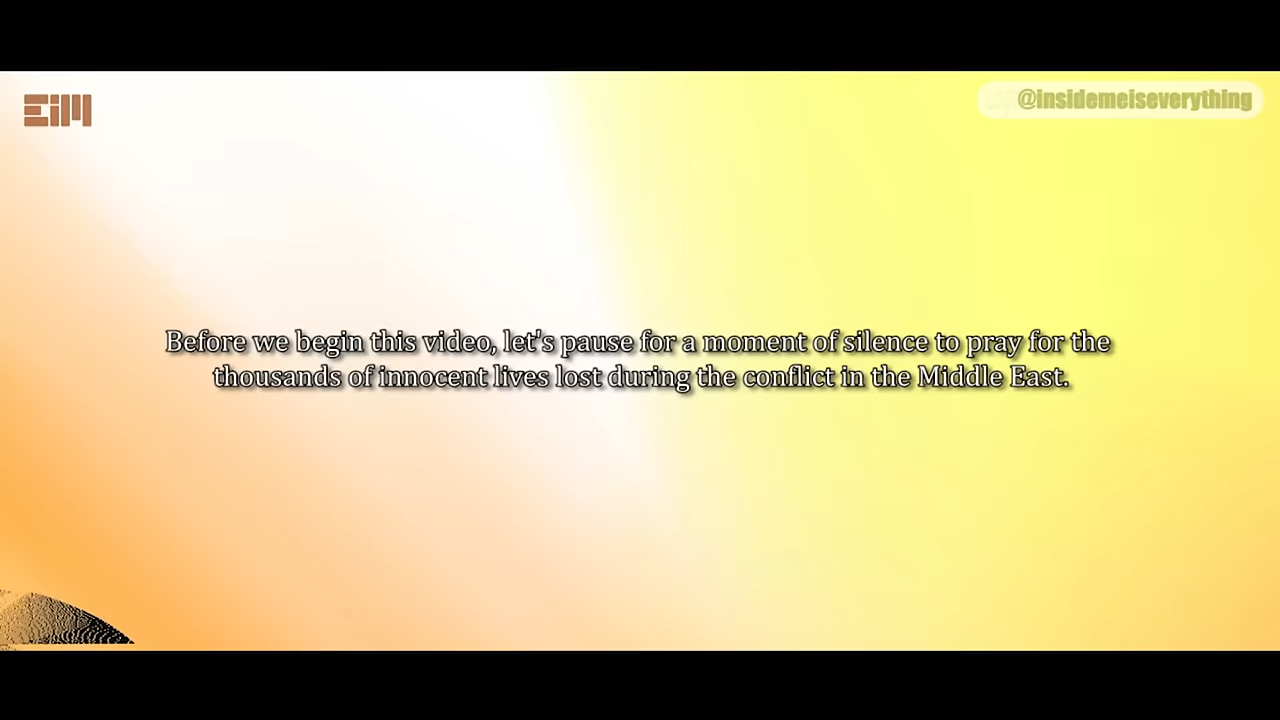 EiM
@insidemeiseverything
Before we begin this video, let's pause for a moment of silence to pray for the
thousands of innocent lives lost during the conflict in the Middle East.